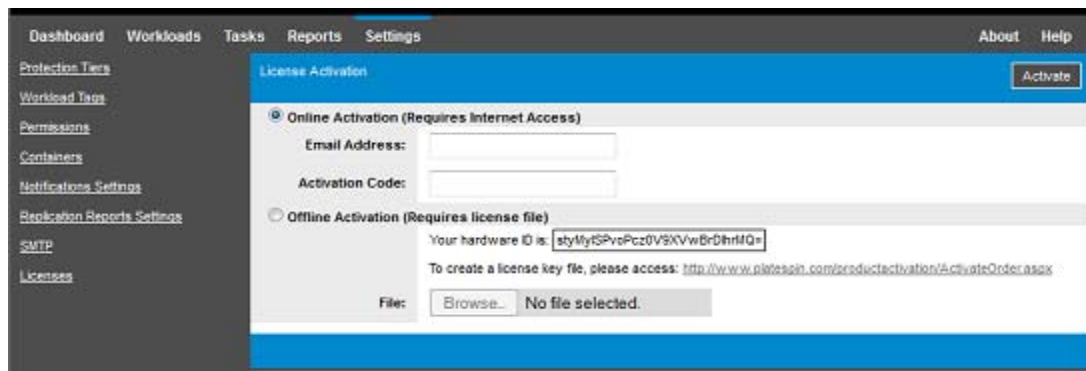 Dashboard Workloads Tasks Reports Settings About Help
Protection Tiers
Workload Tags
Permissions
Containers
Notifications Settings
Replication Reports Settings
SMTP
Licenses
License Activation
Activate
Online Activation (Requires Internet Access)
Email Address:
Activation Code:
Offline Activation (Requires license file)
Your hardware ID is:
To create a license key file, please access: http://www.platespin.com/productactivation/ActivateOrder.aspx
File: Browse... No file selected.